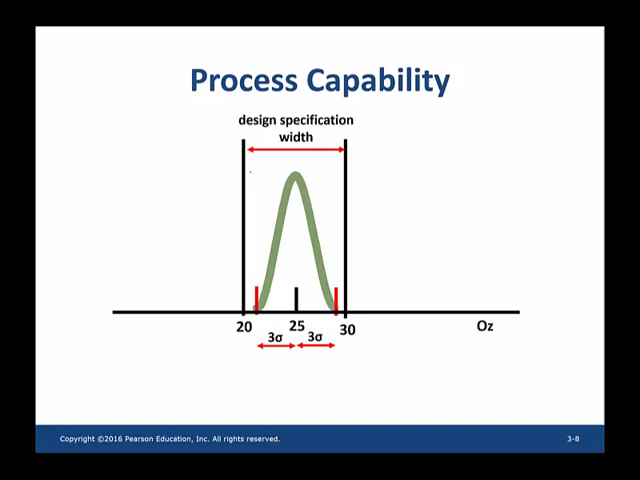 Process Capability
design specification
width
20
25
30
Oz
3σ
3σ
Copyright ©2016 Pearson Education, Inc. All rights reserved.
3-8